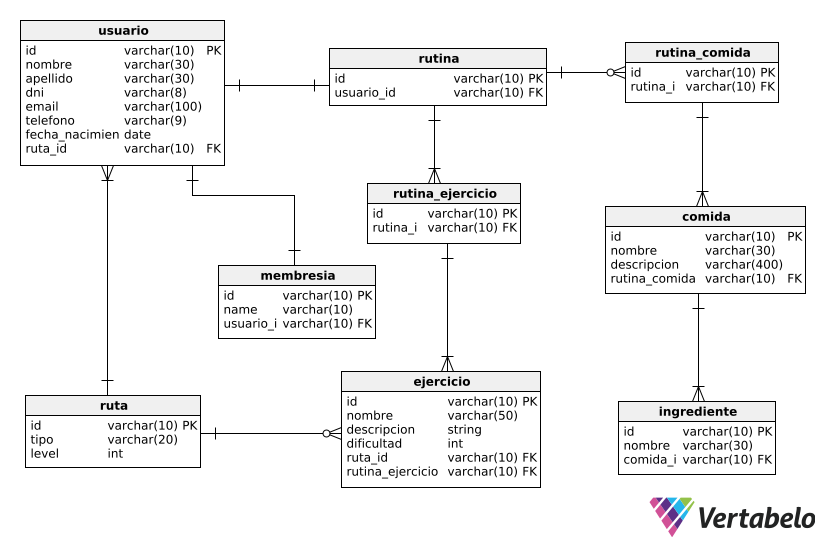 usuario
id varchar(10) PK
nombre varchar(30)
apellido varchar(30)
dni varchar(8)
email varchar(100)
telefono varchar(9)
fecha_nacimien date
ruta_id varchar(10) FK
rutina
id varchar(10) PK
usuario_id varchar(10) FK
rutina_comida
id varchar(10) PK
rutina_i varchar(10) FK
rutina_ejercicio
id varchar(10) PK
rutina_i varchar(10) FK
comida
id varchar(10) PK
nombre varchar(30)
descripcion varchar(400)
rutina_comida varchar(10) FK
membresia
id varchar(10) PK
name varchar(10)
usuario_i varchar(10) FK
ruta
id varchar(10) PK
tipo varchar(20)
level int
ejercicio
id varchar(10) PK
nombre varchar(50)
descripcion string
dificultad int
ruta_id varchar(10) FK
rutina_ejercicio varchar(10) FK
ingrediente
id varchar(10) PK
nombre varchar(30)
comida_i varchar(10) FK
Vertabelo